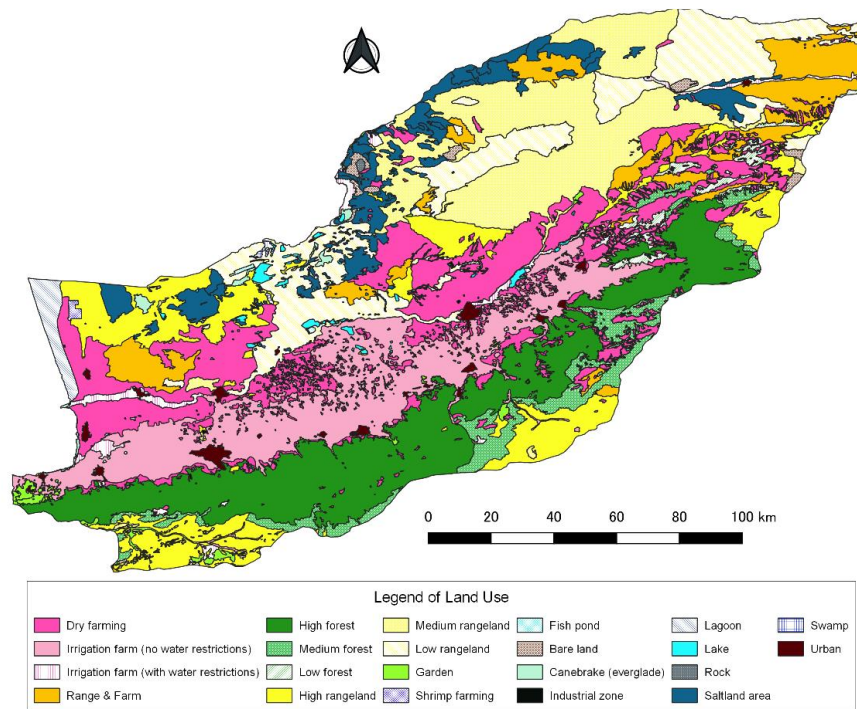 0 20 40 60 80 100 km
Legend of Land Use
Dry farming High forest Medium rangeland Fish pond Lagoon Swamp
Irrigation farm (no water restrictions) Medium forest Low rangeland Bare land Lake Urban
Irrigation farm (with water restrictions) Low forest Garden Canebrake (everglade) Rock
Range & Farm High rangeland Shrimp farming Industrial zone Saltland area